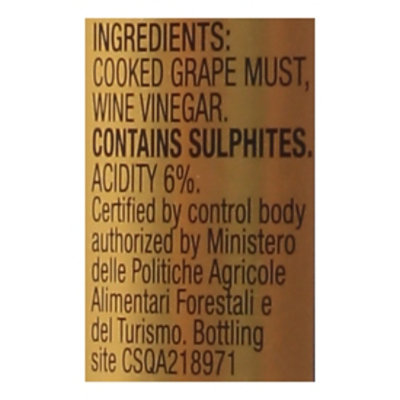 INGREDIENTS:
COOKED GRAPE MUST,
WINE VINEGAR.
CONTAINS SULPHITES.
ACIDITY 6%.
Certified by control body
authorized by Ministero
delle Politiche Agricole
Alimentari Forestali e
del Turismo. Bottling
site CSQA218971